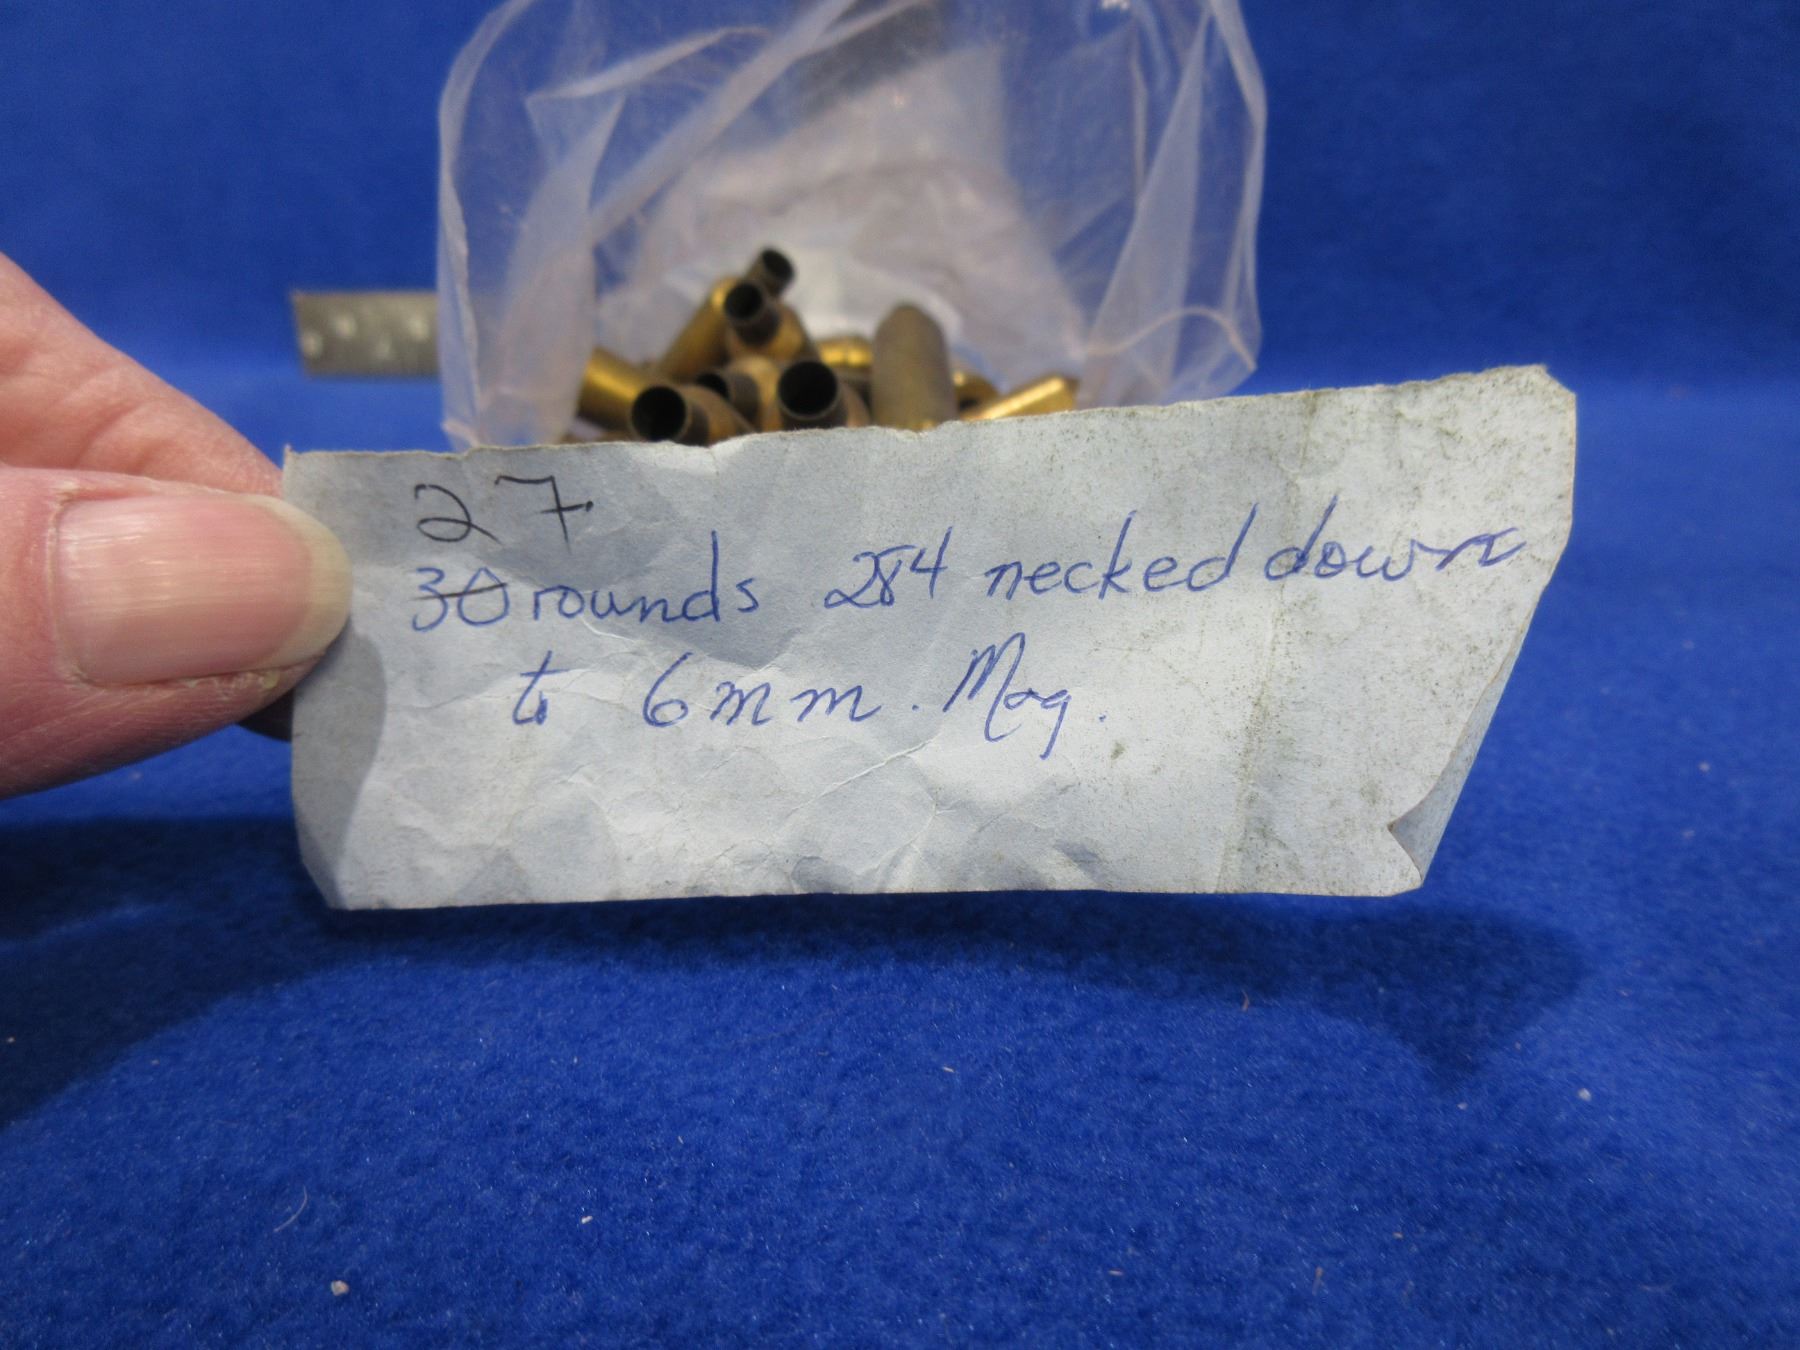 27
30 rounds 284 necked down
to 6mm. Mag.